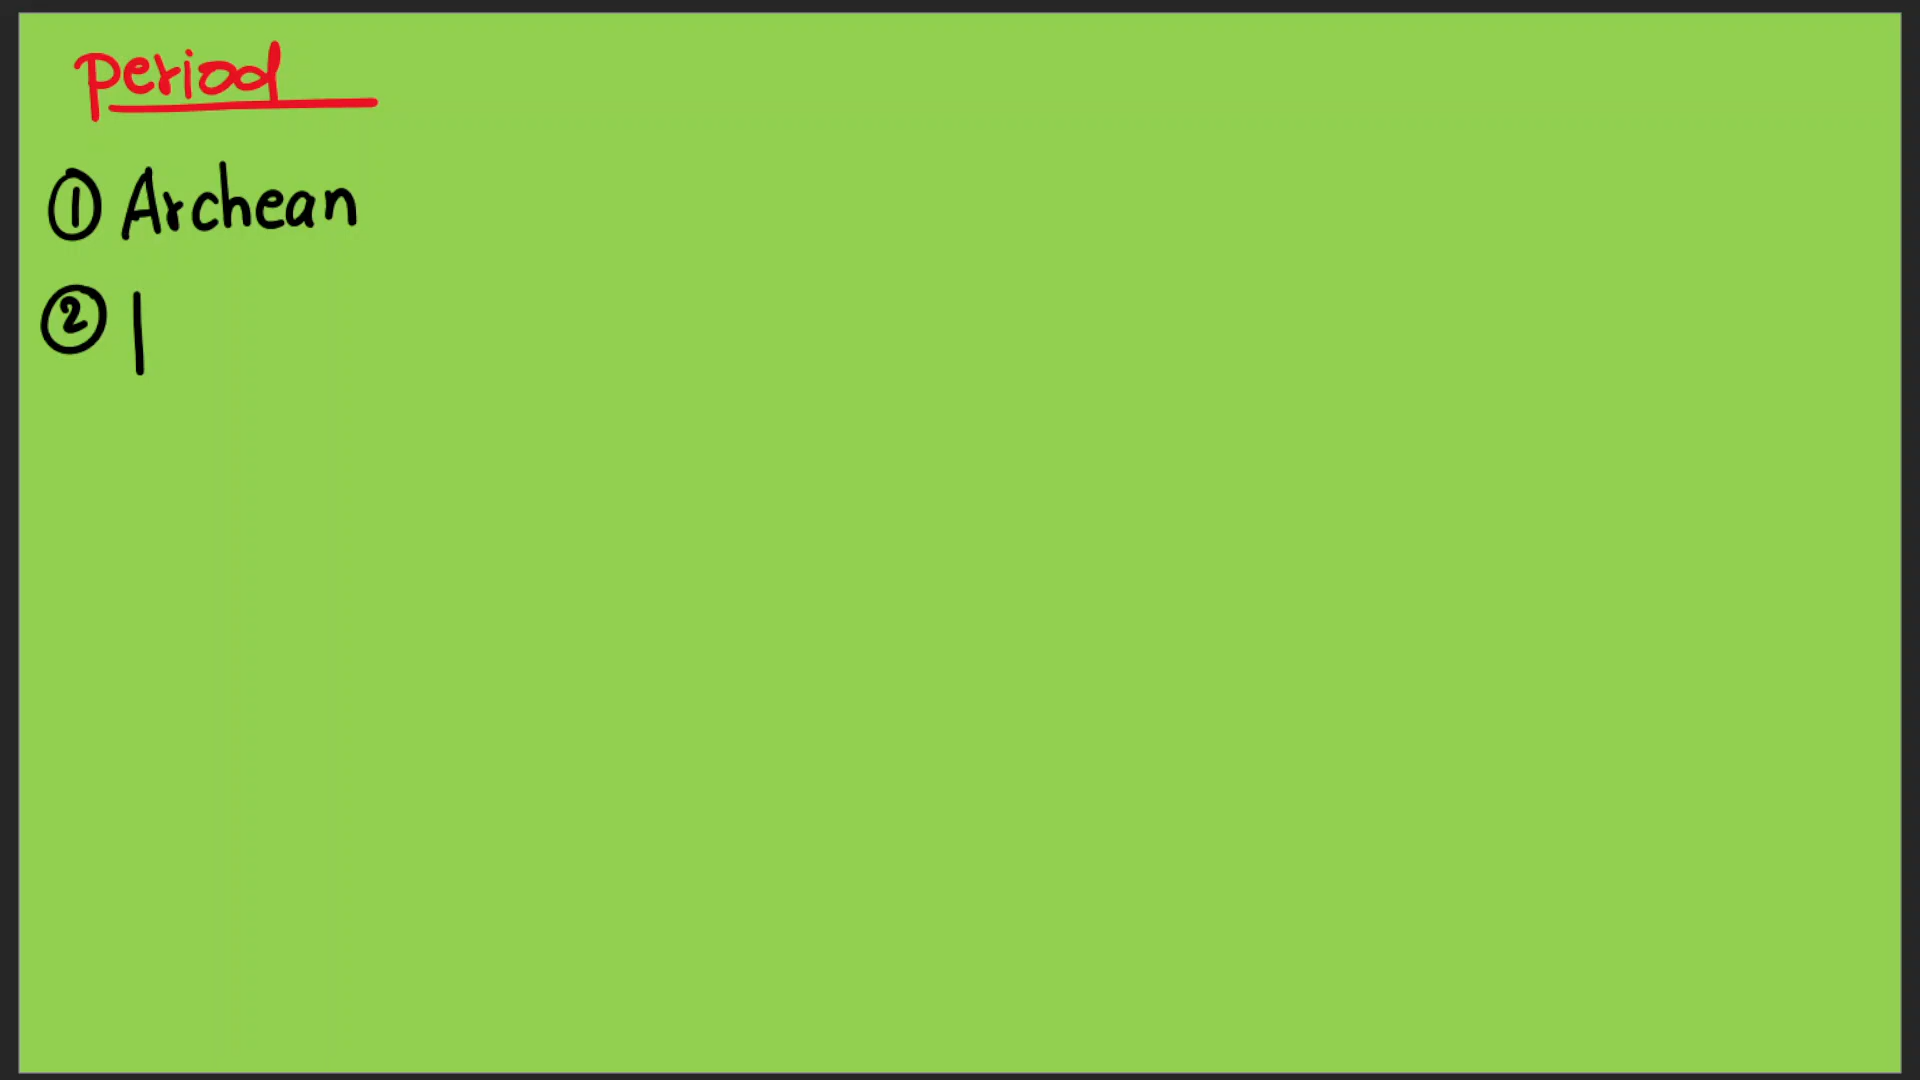 period
① Archean
②